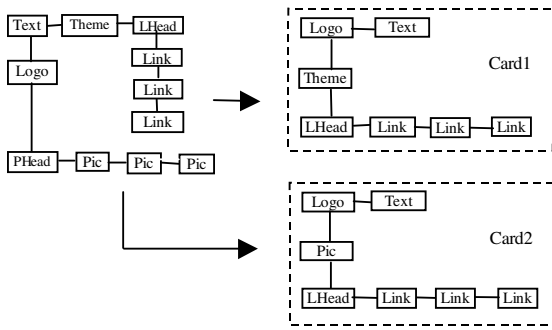 Text Theme LHead
Link
Logo
Link
Link
PHead Pic Pic Pic
Logo Text
Card1
Theme
LHead Link Link Link
Logo Text
Card2
Pic
LHead Link Link Link